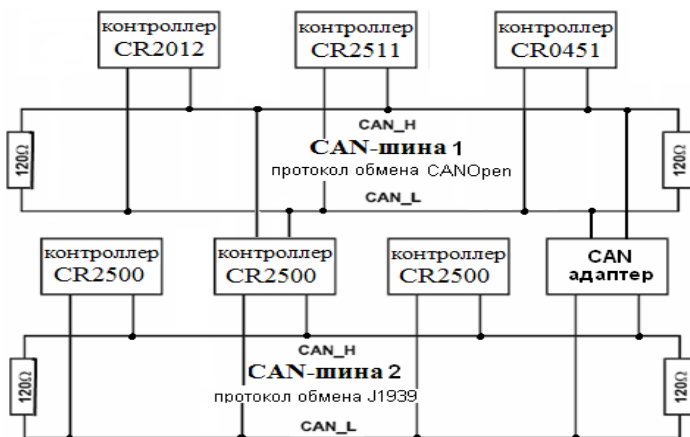 контроллер
CR2012
контроллер
CR2511
контроллер
CR0451
120Ω
CAN_H
CAN-шина 1
протокол обмена CANOpen
CAN_L
120Ω
контроллер
CR2500
контроллер
CR2500
контроллер
CR2500
CAN
адаптер
120Ω
CAN_H
CAN-шина 2
протокол обмена J1939
CAN_L
120Ω